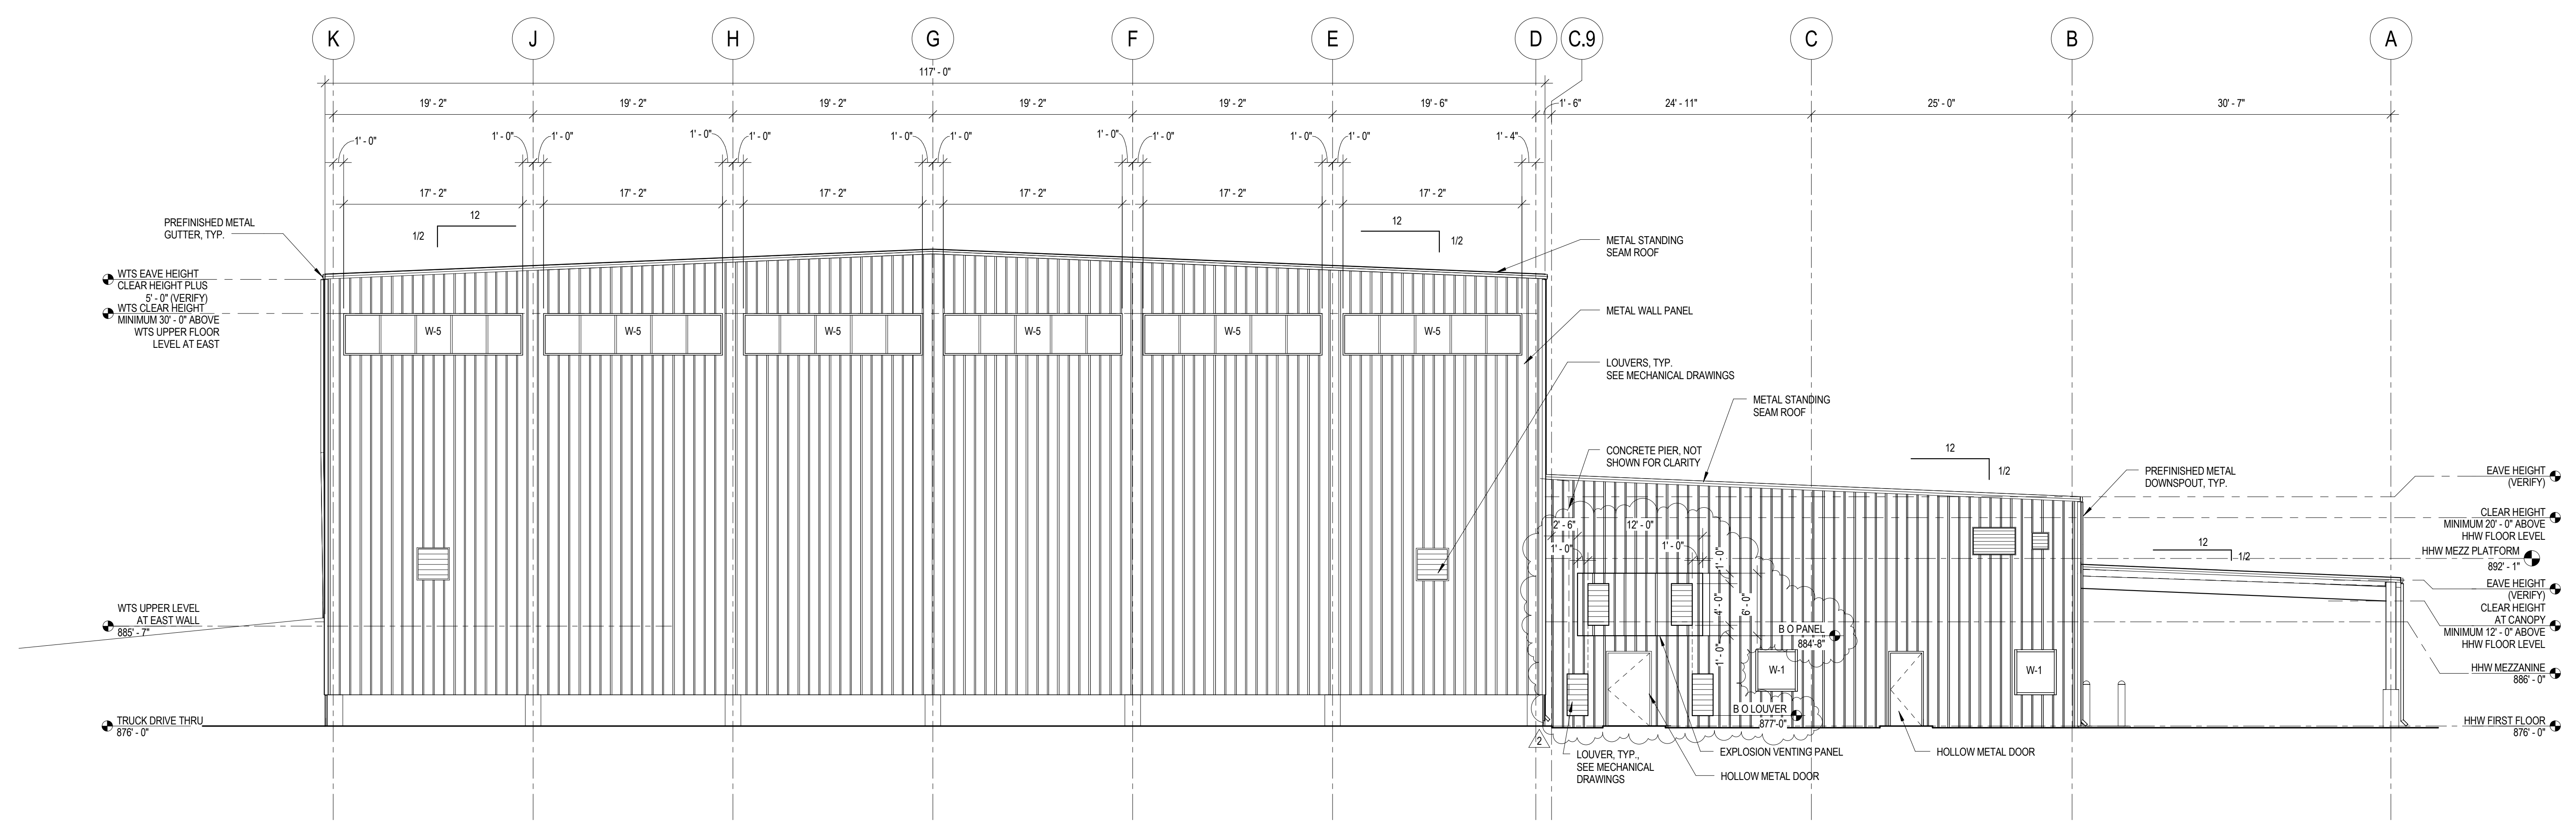 K J H G F E D C.9 C B A
117' - 0"
19' - 2" 19' - 2" 19' - 2" 19' - 2" 19' - 2" 19' - 6" 1' - 6" 24' - 11" 25' - 0" 30' - 7"
1' - 0" 1' - 0" 1' - 0" 1' - 0" 1' - 0" 1' - 0" 1' - 0" 1' - 0" 1' - 0" 1' - 0" 1' - 0" 1' - 4"
17' - 2" 17' - 2" 17' - 2" 17' - 2" 17' - 2" 17' - 2"
12
1/2
12
1/2
PREFINISHED METAL
GUTTER, TYP.
WTS EAVE HEIGHT
CLEAR HEIGHT PLUS
5' - 0" (VERIFY)
WTS CLEAR HEIGHT
MINIMUM 30' - 0" ABOVE
WTS UPPER FLOOR
LEVEL AT EAST
W-5 W-5 W-5 W-5 W-5 W-5
WTS UPPER LEVEL
AT EAST WALL
885' - 7"
TRUCK DRIVE THRU
876' - 0"
METAL STANDING
SEAM ROOF
METAL WALL PANEL
LOUVERS, TYP.
SEE MECHANICAL DRAWINGS
METAL STANDING
SEAM ROOF
CONCRETE PIER, NOT
SHOWN FOR CLARITY
12
1/2
PREFINISHED METAL
DOWNSPOUT, TYP.
2' - 6" 12' - 0"
1' - 0" 1' - 0"
1' - 0"
4' - 0"
6' - 0"
1' - 0"
B O PANEL
884'-8"
W-1
W-1
B O LOUVER
877'-0"
2
LOUVER, TYP.,
SEE MECHANICAL
DRAWINGS
EXPLOSION VENTING PANEL
HOLLOW METAL DOOR
HOLLOW METAL DOOR
12
1/2
EAVE HEIGHT
(VERIFY)
CLEAR HEIGHT
MINIMUM 20' - 0" ABOVE
HHW FLOOR LEVEL
HHW MEZZ PLATFORM
892' - 1"
EAVE HEIGHT
(VERIFY)
CLEAR HEIGHT
AT CANOPY
MINIMUM 12' - 0" ABOVE
HHW FLOOR LEVEL
HHW MEZZANINE
886' - 0"
HHW FIRST FLOOR
876' - 0"